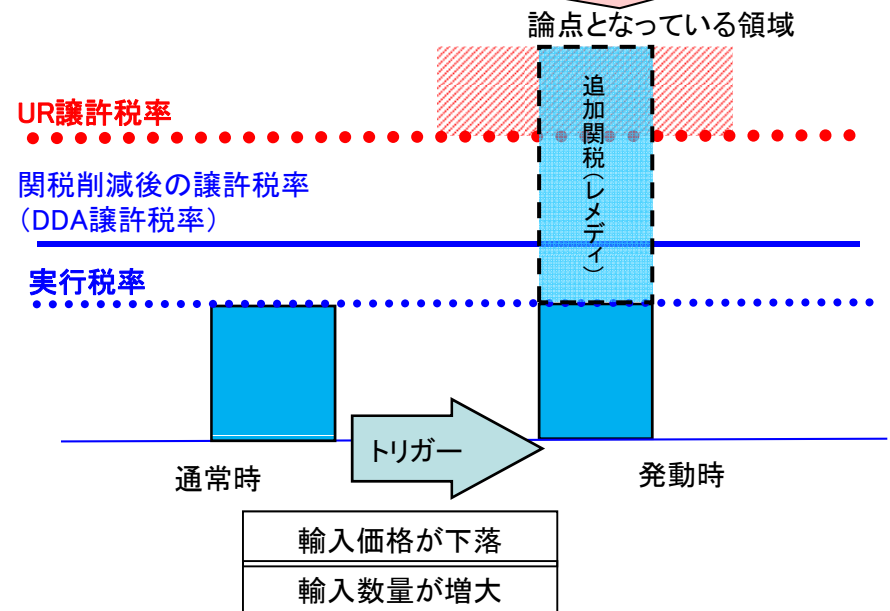 論点となっている領域
UR譲許税率
関税削減後の譲許税率
（DDA譲許税率）
実行税率
追加関税（レメディ）
トリガー
通常時
発動時
輸入価格が下落
輸入数量が増大